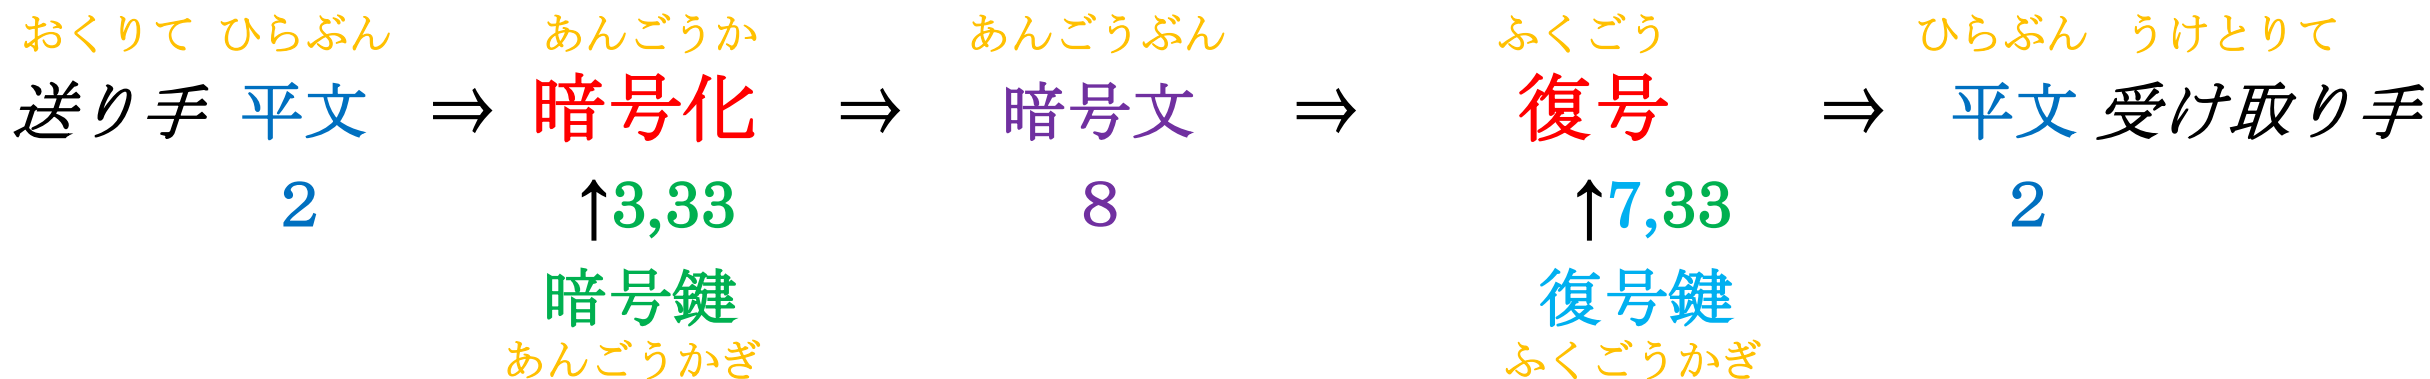 おくりて ひらぶん あんごうか あんごうぶん ふくごう ひらぶん うけとりて
送り手 平文 ⇒ 暗号化 ⇒ 暗号文 ⇒ 復号 ⇒ 平文 受け取り手
2 ↑3,33 8 ↑7,33 2
暗号鍵 復号鍵
あんごうかぎ ふくごうかぎ